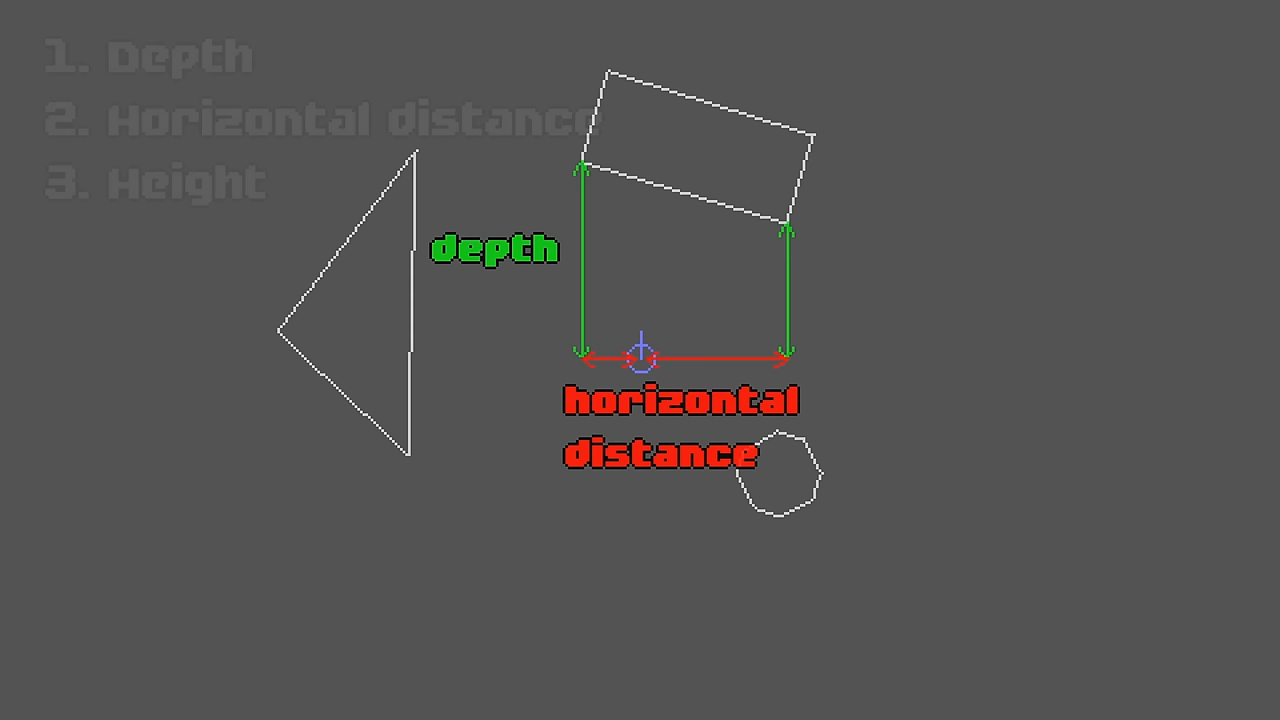 1. Depth
2. Horizontal distance
3. Height
depth
horizontal
distance